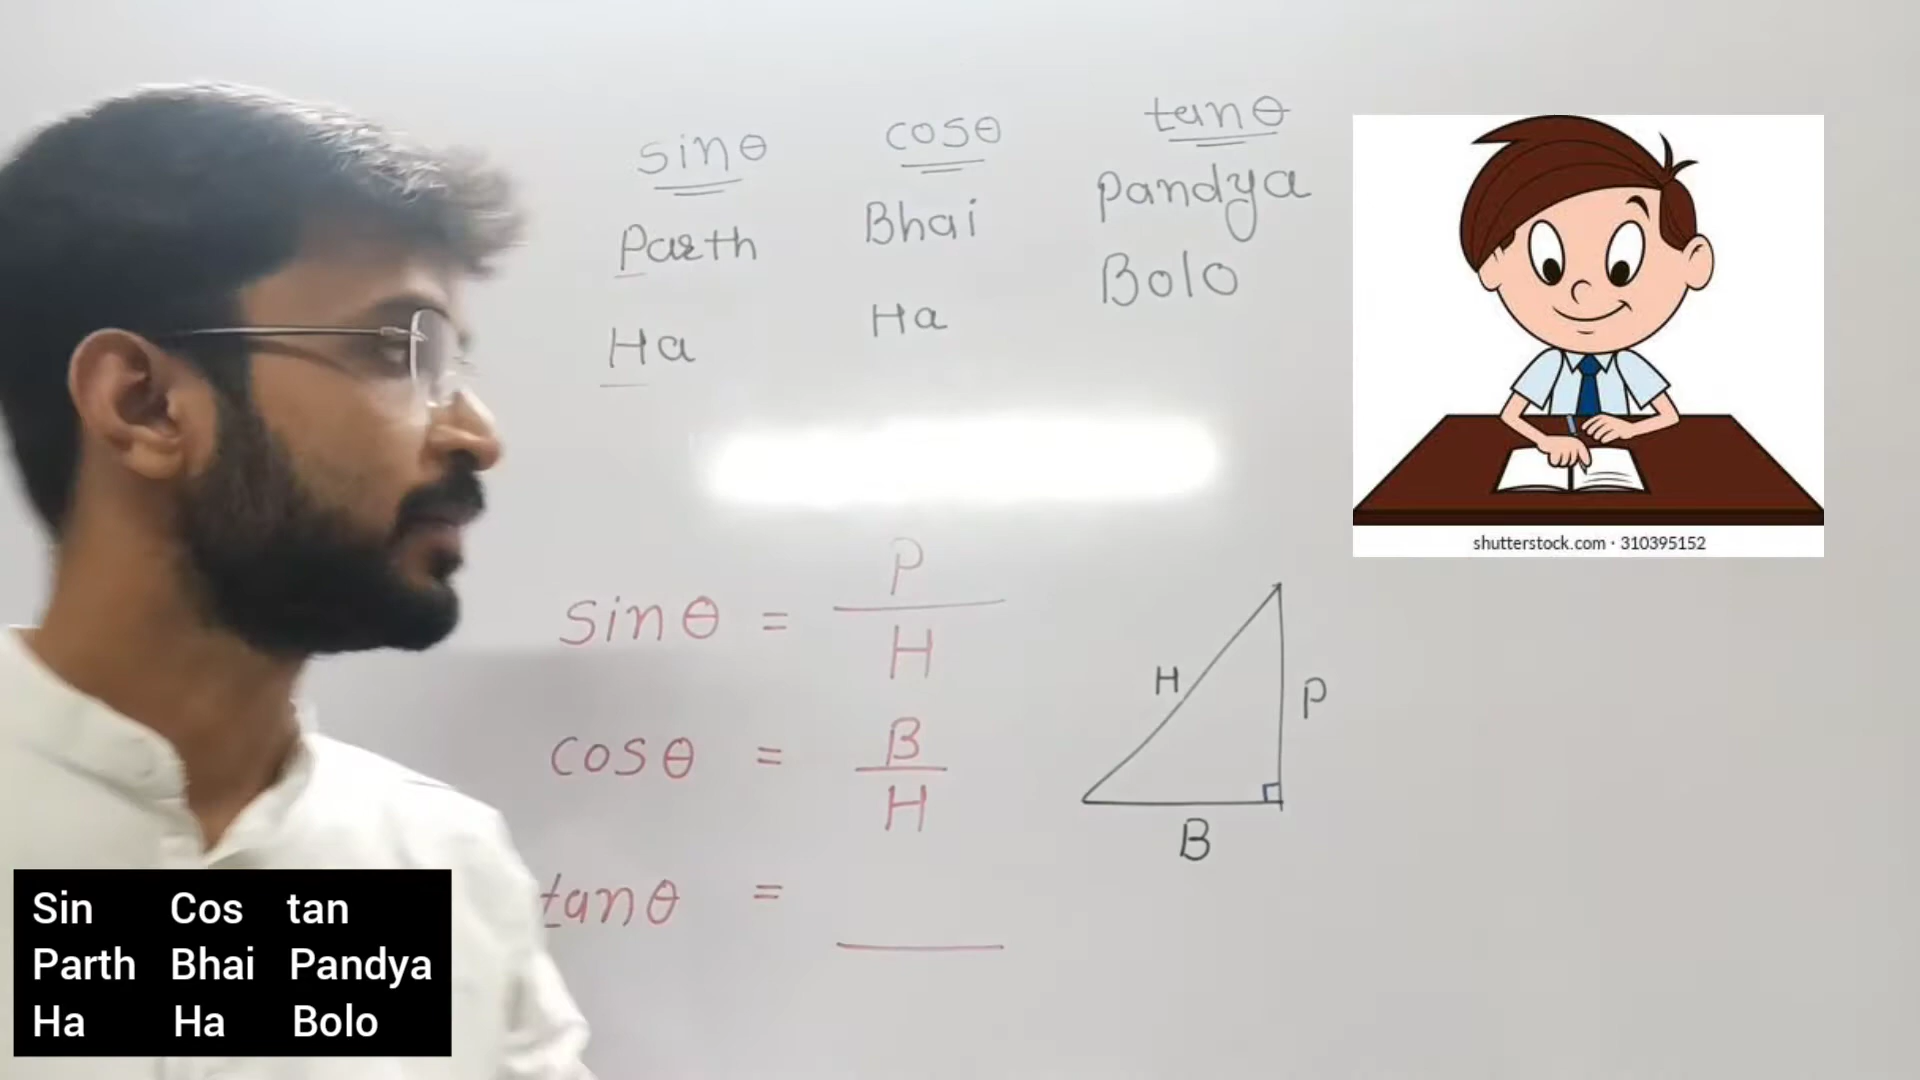 sinθ cosθ tanθ
Parth Bhai Pandya
Ha Ha Bolo
shutterstock.com · 310395152
sinθ = P
H
cosθ = B
H
tanθ =
H
P
B
Sin Cos tan
Parth Bhai Pandya
Ha Ha Bolo